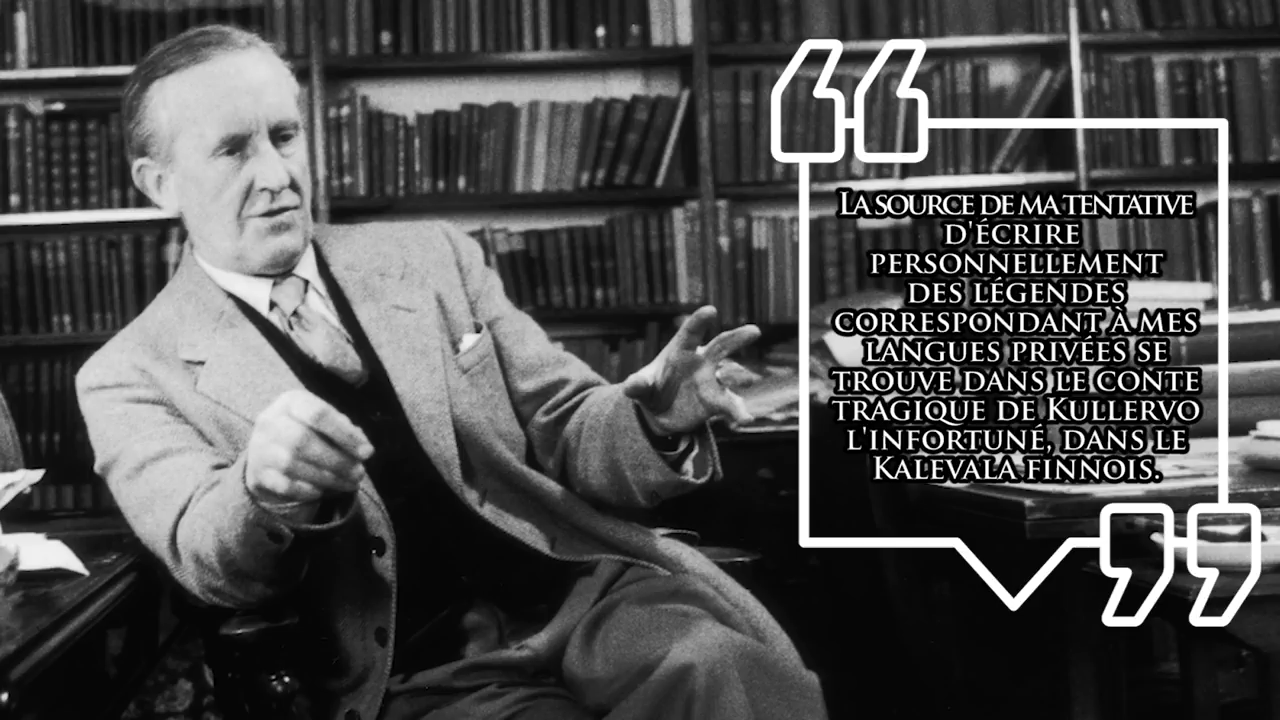 La source de ma tentative
d'écrire
personnellement
des légendes
correspondant à mes
langues privées se
trouve dans le conte
tragique de Kullervo
l'infortuné, dans le
Kalevala finnois.